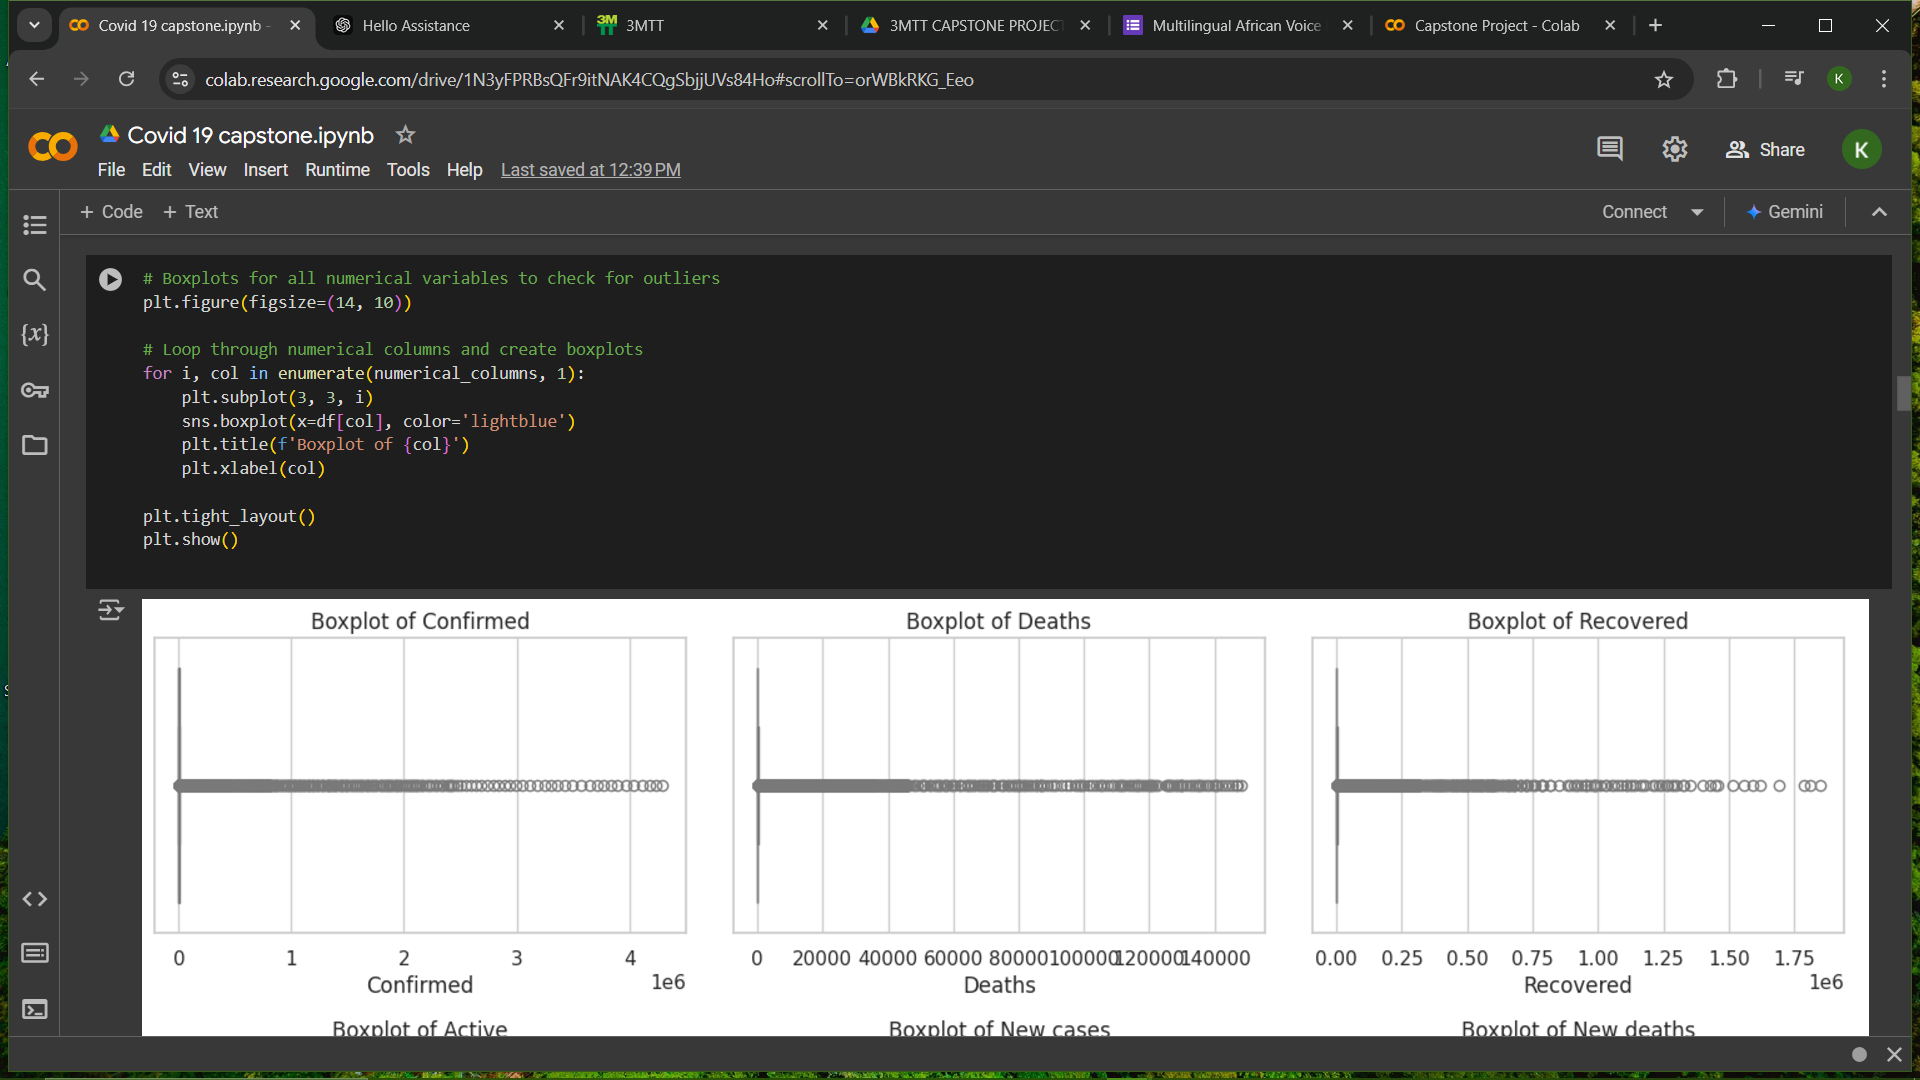 Covid 19 capstone.ipynb -
Hello Assistance
3MTT
3MTT CAPSTONE PROJECT
Multilingual African Voice
Capstone Project - Colab
colab.research.google.com/drive/1N3yFPRBsQFr9itNAK4CQgSbjjUVs84Ho#scrollTo=orWBkRKG_Eeo
K
Covid 19 capstone.ipynb
Share
K
File Edit View Insert Runtime Tools Help Last saved at 12:39 PM
+ Code + Text
Connect
Gemini
# Boxplots for all numerical variables to check for outliers
plt.figure(figsize=(14, 10))
# Loop through numerical columns and create boxplots
for i, col in enumerate(numerical_columns, 1):
    plt.subplot(3, 3, i)
    sns.boxplot(x=df[col], color='lightblue')
    plt.title(f'Boxplot of {col}')
    plt.xlabel(col)
plt.tight_layout()
plt.show()
Boxplot of Confirmed
0 1 2 3 4
1e6
Confirmed
Boxplot of Deaths
0 20000 40000 60000 80000 100000 120000 140000
Deaths
Boxplot of Recovered
0.00 0.25 0.50 0.75 1.00 1.25 1.50 1.75
1e6
Recovered
Boxplot of Active
Boxplot of New cases
Boxplot of New deaths